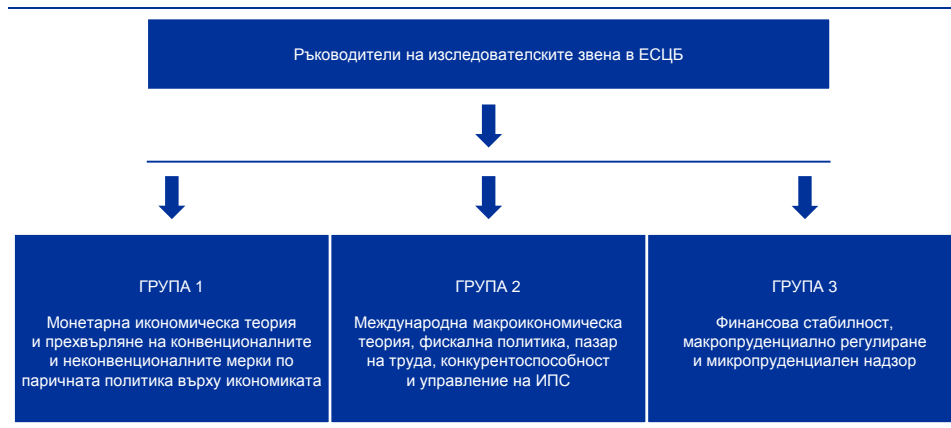 Ръководители на изследователските звена в ЕСЦБ
ГРУПА 1
Монетарна икономическа теория
и прехвърляне на конвенционалните
и неконвенционалните мерки по
паричната политика върху икономиката
ГРУПА 2
Международна макроикономическа
теория, фискална политика, пазар
на труда, конкурентоспособност
и управление на ИПС
ГРУПА 3
Финансова стабилност,
макропруденциално регулиране
и микропруденциален надзор